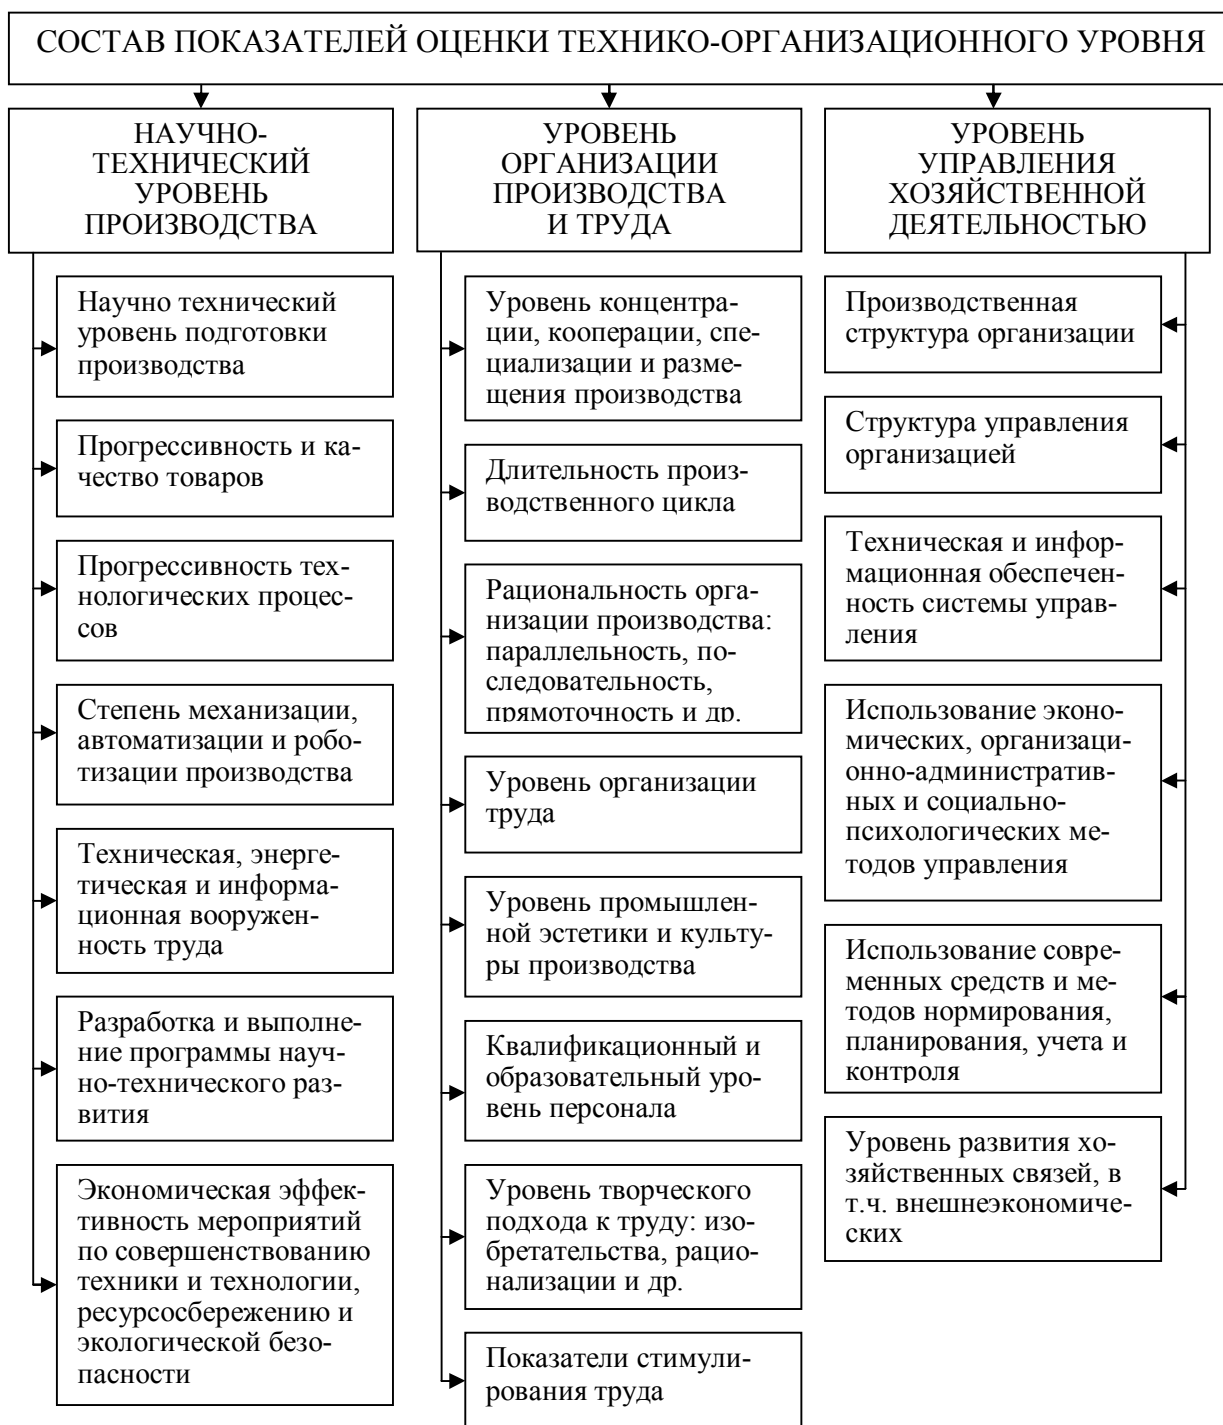 СОСТАВ ПОКАЗАТЕЛЕЙ ОЦЕНКИ ТЕХНИКО-ОРГАНИЗАЦИОННОГО УРОВНЯ
НАУЧНО-
ТЕХНИЧЕСКИЙ
УРОВЕНЬ
ПРОИЗВОДСТВА
Научно технический
уровень подготовки
производства
Прогрессивность и ка-
чество товаров
Прогрессивность тех-
нологических процес-
сов
Степень механизации,
автоматизации и робо-
тизации производства
Техническая, энерге-
тическая и информа-
ционная вооружен-
ность труда
Разработка и выполне-
ние программы науч-
но-технического раз-
вития
Экономическая эффек-
тивность мероприятий
по совершенствованию
техники и технологии,
ресурсосбережению и
экологической безо-
пасности
УРОВЕНЬ
ОРГАНИЗАЦИИ
ПРОИЗВОДСТВА
И ТРУДА
Уровень концентра-
ции, кооперации, спе-
циализации и разме-
щения производства
Длительность произ-
водственного цикла
Рациональность орга-
низации производства:
параллельность, по-
следовательность,
прямоточность и др.
Уровень организации
труда
Уровень промышлен-
ной эстетики и культу-
ры производства
Квалификационный и
образовательный уро-
вень персонала
Уровень творческого
подхода к труду: изо-
бретательства, рацио-
нализации и др.
Показатели стимули-
рования труда
УРОВЕНЬ
УПРАВЛЕНИЯ
ХОЗЯЙСТВЕННОЙ
ДЕЯТЕЛЬНОСТЬЮ
Производственная
структура организации
Структура управления
организацией
Техническая и инфор-
мационная обеспечен-
ность системы управ-
ления
Использование эконо-
мических, организаци-
онно-административ-
ных и социально-
психологических ме-
тодов управления
Использование совре-
менных средств и ме-
тодов нормирования,
планирования, учета и
контроля
Уровень развития хо-
зяйственных связей, в
т.ч. внешнеэкономиче-
ских